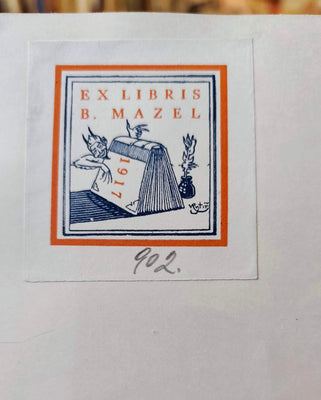 EX LIBRIS
B. MAZEL
1917
902.